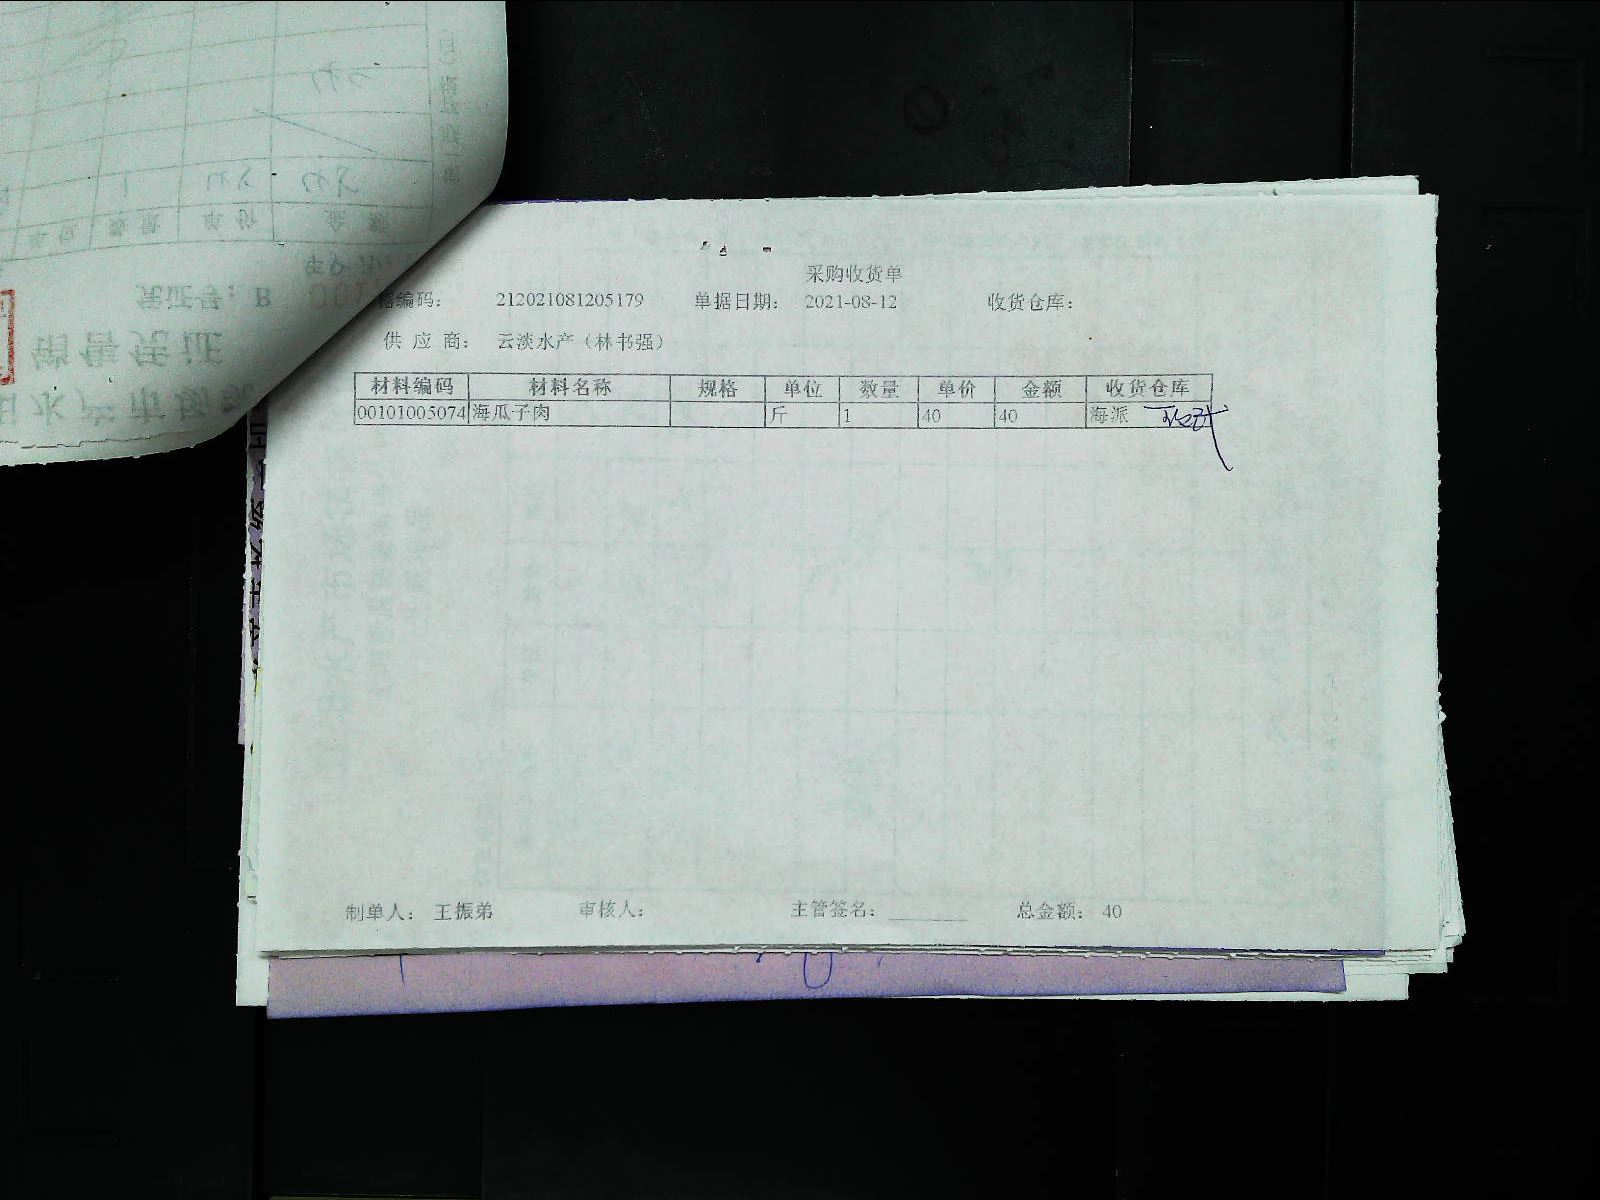 采购收货单
据编码： 212021081205179 单据日期： 2021-08-12 收货仓库：
供 应 商： 云淡水产（林书强）
材料编码 材料名称 规格 单位 数量 单价 金额 收货仓库
00101005074 海瓜子肉 斤 1 40 40 海派
制单人： 王振弟 审核人： 主管签名： 总金额： 40